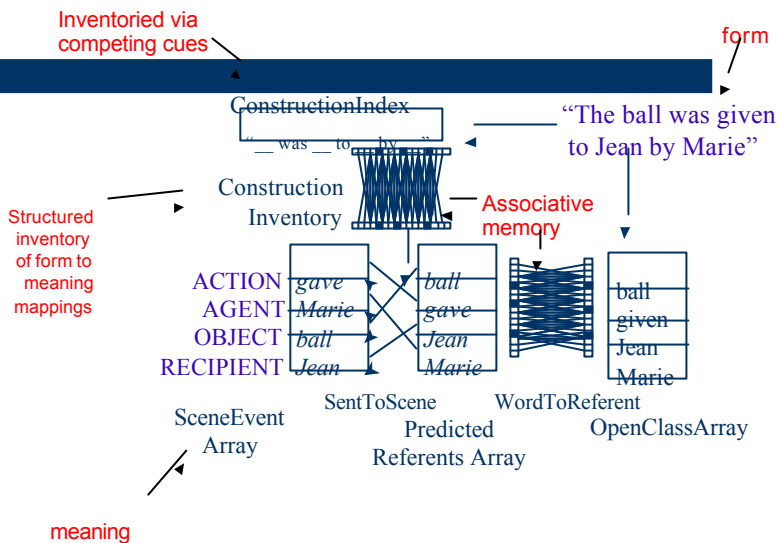 Inventoried via
competing cues
form
ConstructionIndex
“__ was __ to __ by __”
“The ball was given
to Jean by Marie”
Construction
Inventory
Associative
memory
Structured
inventory
of form to
meaning
mappings
ACTION
AGENT
OBJECT
RECIPIENT
gave
Marie
ball
Jean
ball
gave
Jean
Marie
ball
given
Jean
Marie
SentToScene
WordToReferent
SceneEvent
Array
Predicted
Referents Array
OpenClassArray
meaning